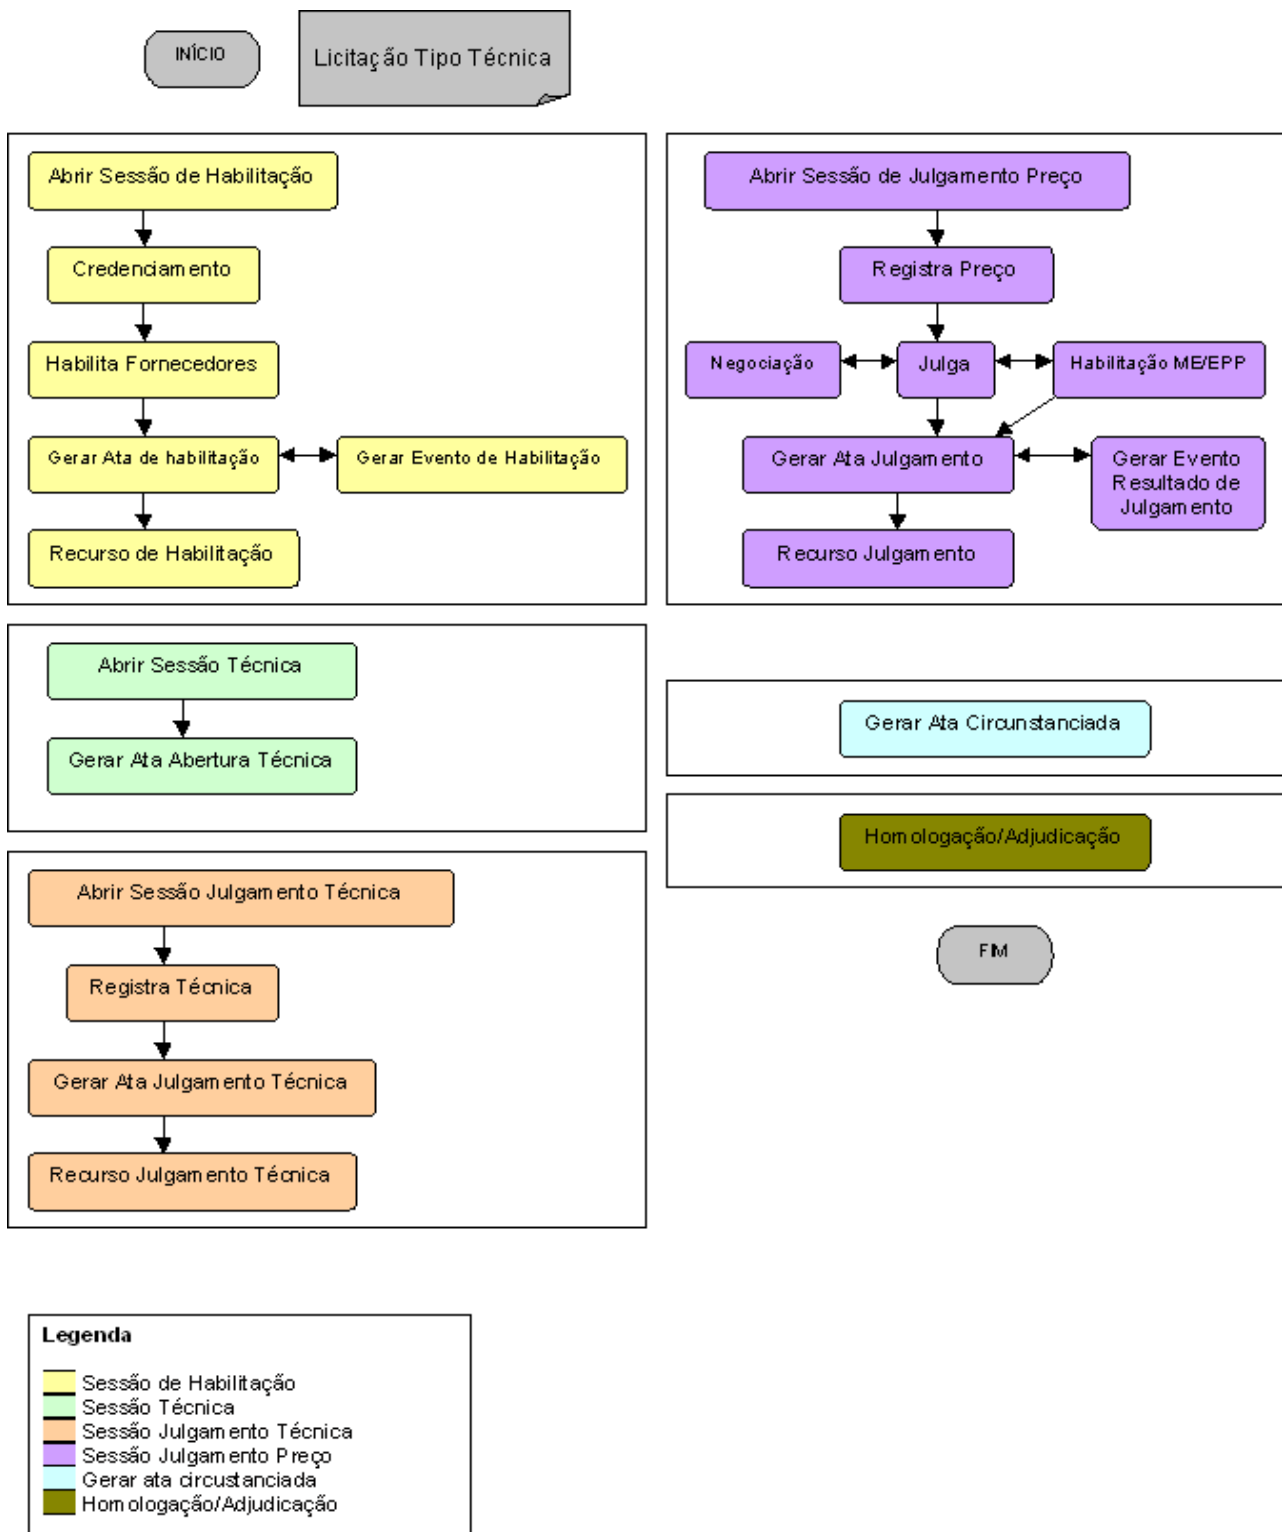 INÍCIO
Licitação Tipo Técnica
Abrir Sessão de Habilitação
Credenciamento
Habilita Fornecedores
Gerar Ata de habilitação
Gerar Evento de Habilitação
Recurso de Habilitação
Abrir Sessão Técnica
Gerar Ata Abertura Técnica
Abrir Sessão Julgamento Técnica
Registra Técnica
Gerar Ata Julgamento Técnica
Recurso Julgamento Técnica
Abrir Sessão de Julgamento Preço
Registra Preço
Negociação
Julga
Habilitação ME/EPP
Gerar Ata Julgamento
Gerar Evento
Resultado de
Julgamento
Recurso Julgamento
Gerar Ata Circunstanciada
Homologação/Adjudicação
FIM
Legenda
Sessão de Habilitação
Sessão Técnica
Sessão Julgamento Técnica
Sessão Julgamento Preço
Gerar ata circustanciada
Homologação/Adjudicação